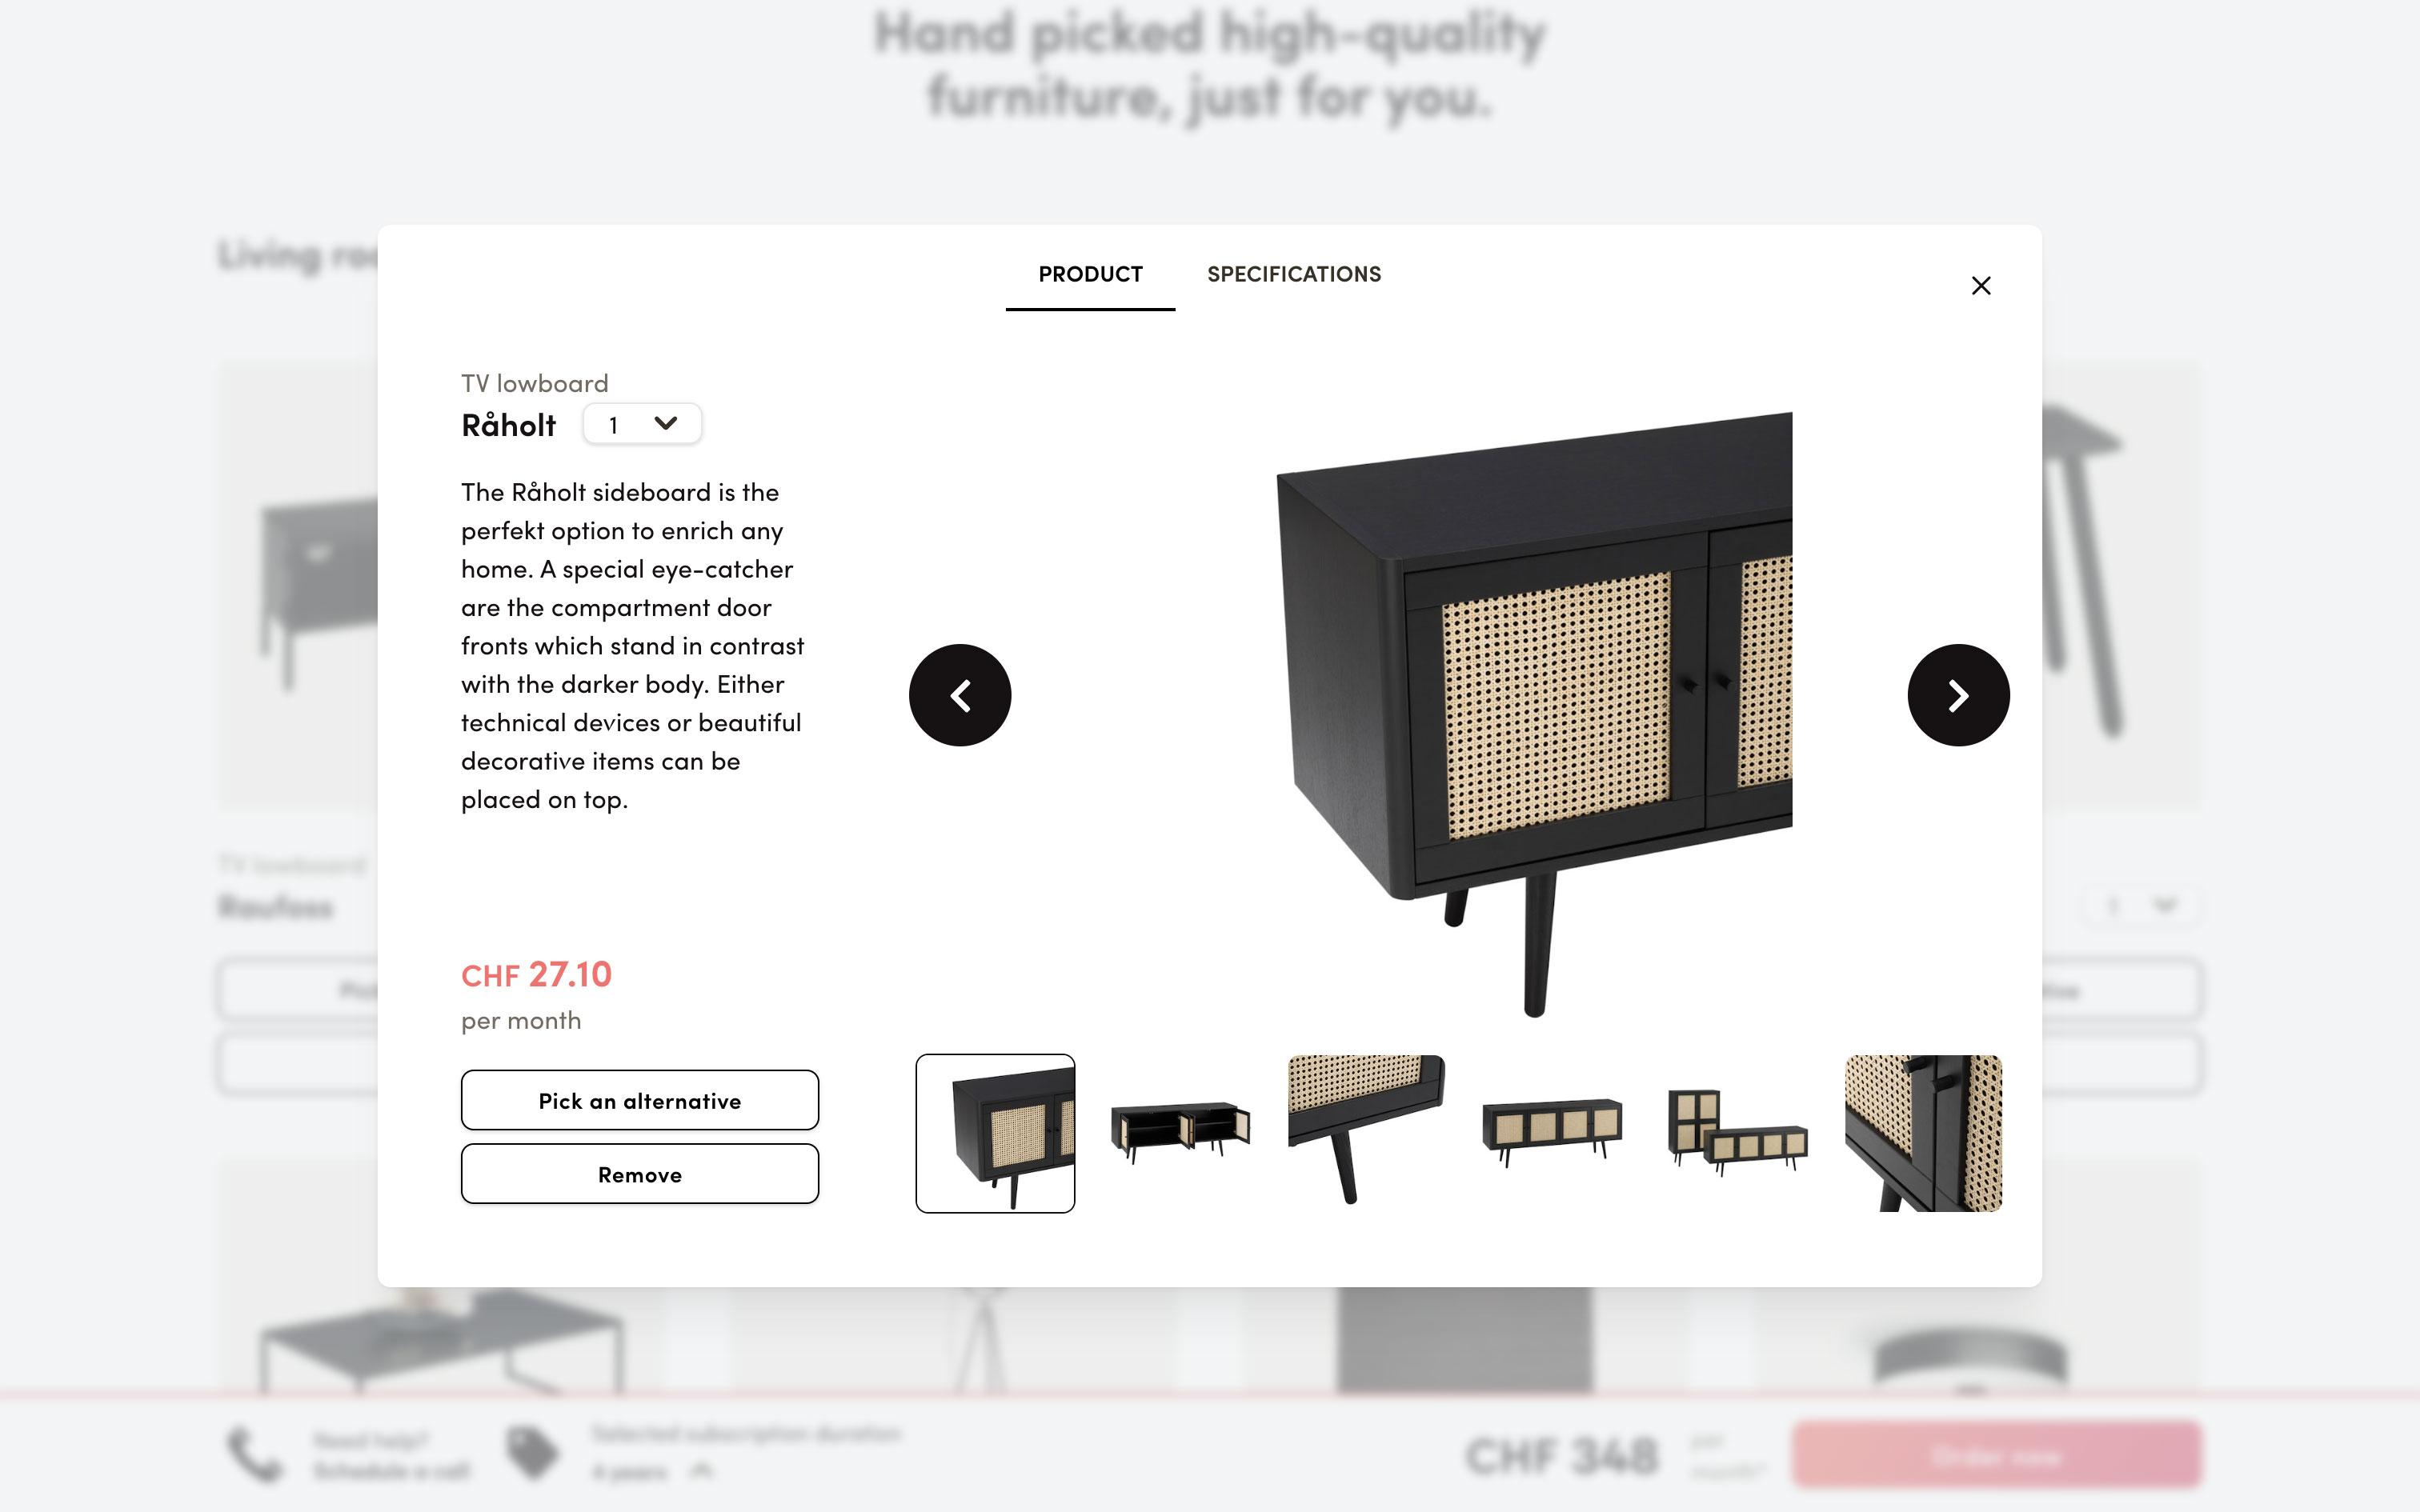 Hand picked high-quality
furniture, just for you.
Living roo
PRODUCT
SPECIFICATIONS
TV lowboard
Råholt
1
The Råholt sideboard is the
perfekt option to enrich any
home. A special eye-catcher
are the compartment door
fronts which stand in contrast
with the darker body. Either
technical devices or beautiful
decorative items can be
placed on top.
CHF 27.10
per month
Pick an alternative
Remove
TV lowboard
Raufoss
1
Need help?
Schedule a call
Selected subscription duration
4 years
CHF 348
per
month*
Order now